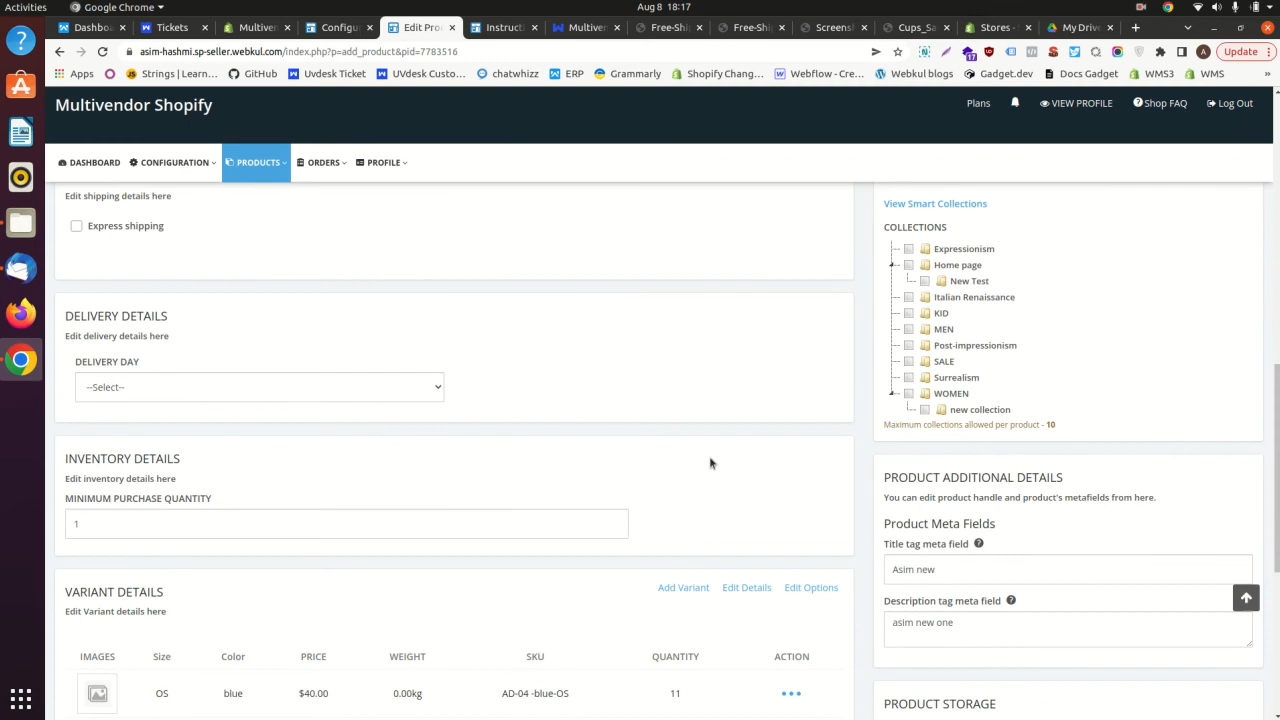 Activities
Google Chrome
Aug 8 18:17
Dashbo
Tickets
Multiven
Configu
Edit Pro
Instruct
Multiven
Free-Shi
Free-Shi
Screensh
Cups_Sa
Stores -
My Drive
asim-hashmi.sp-seller.webkul.com/index.php?p=add_product&pid=7783516
17
A
Update
Apps
Strings | Learn...
GitHub
Uvdesk Ticket
UVdesk Custo...
chatwhizz
ERP
Grammarly
Shopify Chang...
Webflow - Cre...
Webkul blogs
Gadget.dev
Docs Gadget
WMS3
WMS
»
Multivendor Shopify
Plans
VIEW PROFILE
Shop FAQ
Log Out
DASHBOARD
CONFIGURATION
PRODUCTS
ORDERS
PROFILE
Edit shipping details here
Express shipping
DELIVERY DETAILS
Edit delivery details here
DELIVERY DAY
--Select--
INVENTORY DETAILS
Edit inventory details here
MINIMUM PURCHASE QUANTITY
1
VARIANT DETAILS
Add Variant Edit Details Edit Options
Edit Variant details here
IMAGES Size Color PRICE WEIGHT SKU QUANTITY ACTION
OS blue $40.00 0.00kg AD-04 -blue-OS 11
View Smart Collections
COLLECTIONS
Expressionism
Home page
New Test
Italian Renaissance
KID
MEN
Post-impressionism
SALE
Surrealism
WOMEN
new collection
Maximum collections allowed per product - 10
PRODUCT ADDITIONAL DETAILS
You can edit product handle and product's metafields from here.
Product Meta Fields
Title tag meta field
Asim new
Description tag meta field
asim new one
PRODUCT STORAGE